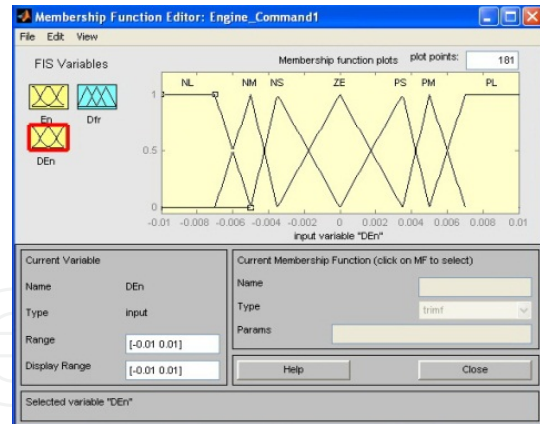 Membership Function Editor: Engine_Command1
File Edit View
FIS Variables
En
Dfr
DEn
Membership function plots
plot points:
181
NL NM NS ZE PS PM PL
1
0.5
0
-0.01 -0.008 -0.006 -0.004 -0.002 0 0.002 0.004 0.006 0.008 0.01
input variable "DEn"
Current Variable
Name DEn
Type input
Range [-0.01 0.01]
Display Range [-0.01 0.01]
Current Membership Function (click on MF to select)
Name
Type trimf
Params
Help Close
Selected variable "DEn"